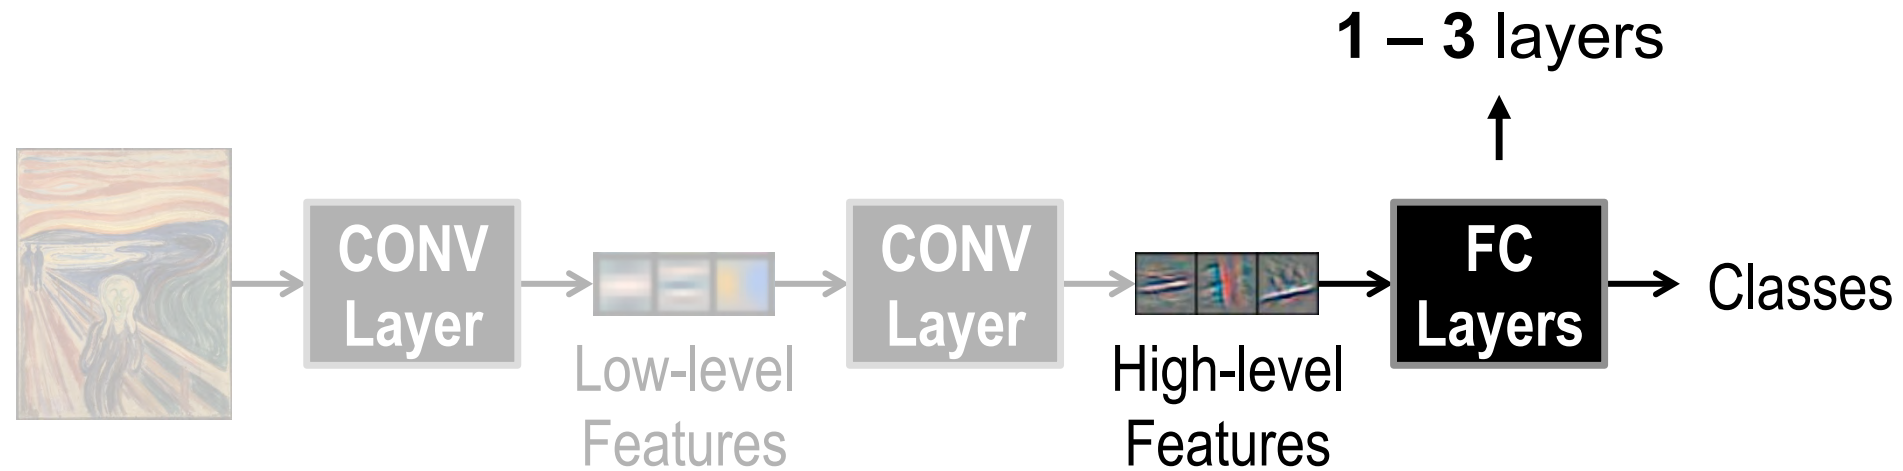 1 – 3 layers
CONV
Layer
Low-level
Features
CONV
Layer
High-level
Features
FC
Layers
Classes